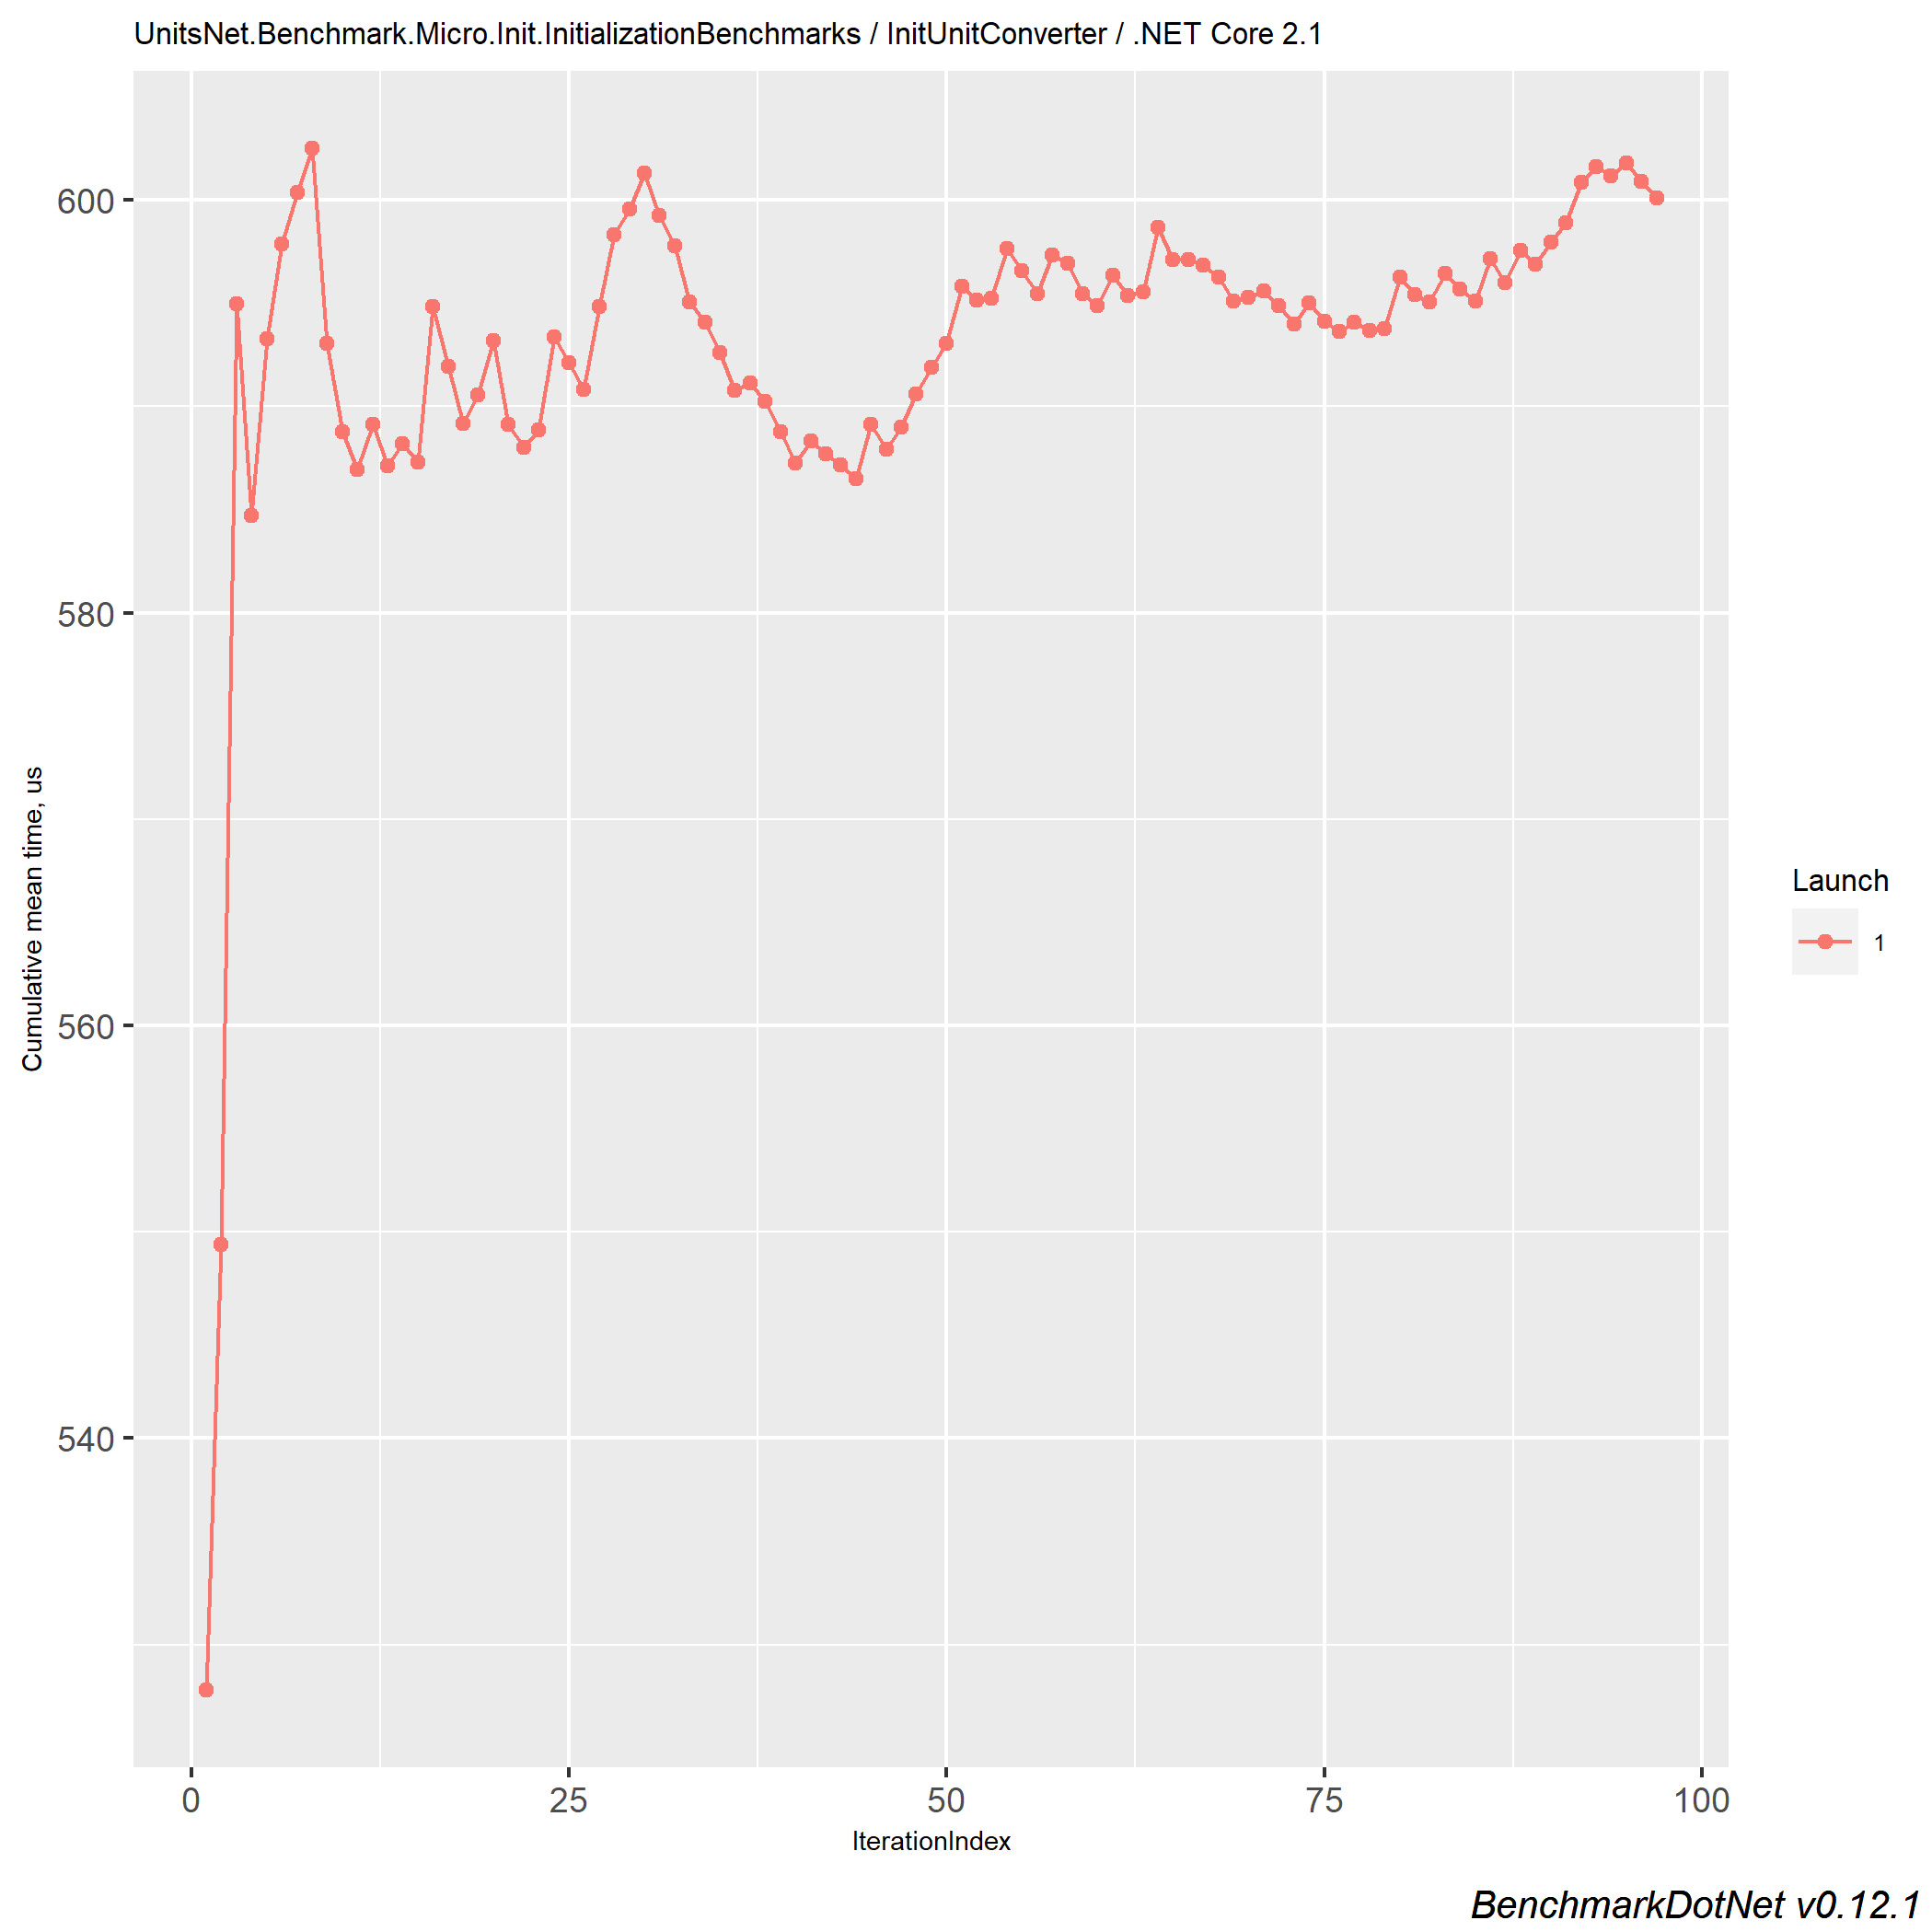 UnitsNet.Benchmark.Micro.Init.InitializationBenchmarks / InitUnitConverter / .NET Core 2.1
600
580
560
540
Cumulative mean time, us
0 25 50 75 100
IterationIndex
Launch
1
BenchmarkDotNet v0.12.1